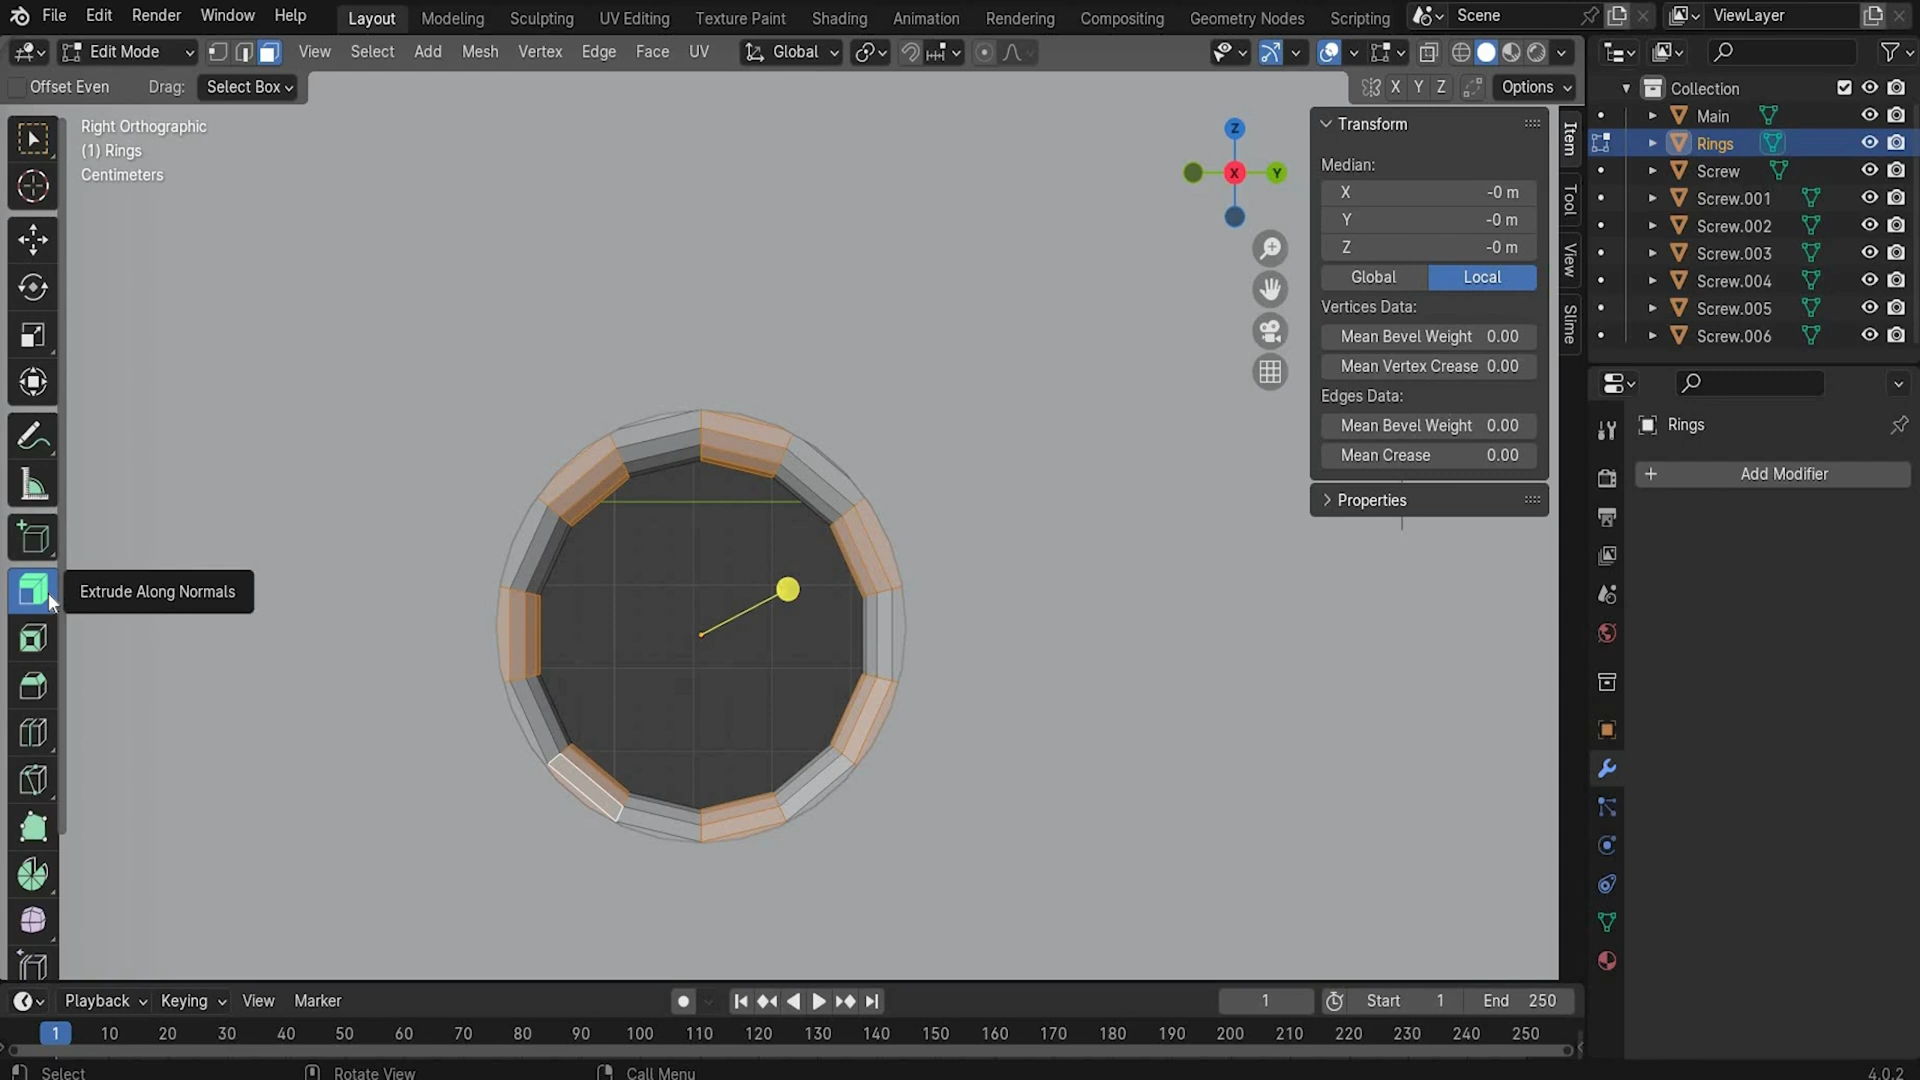 File Edit Render Window Help Layout Modeling Sculpting UV Editing Texture Paint Shading Animation Rendering Compositing Geometry Nodes Scripting Scene ViewLayer
Edit Mode View Select Add Mesh Vertex Edge Face UV Global
Offset Even Drag: Select Box X Y Z Options
Right Orthographic
(1) Rings
Centimeters
Extrude Along Normals
Z
X
Y
Transform
Median:
X -0 m
Y -0 m
Z -0 m
Global Local
Vertices Data:
Mean Bevel Weight 0.00
Mean Vertex Crease 0.00
Edges Data:
Mean Bevel Weight 0.00
Mean Crease 0.00
Properties
Item
Tool
View
Slime
Collection
Main
Rings
Screw
Screw.001
Screw.002
Screw.003
Screw.004
Screw.005
Screw.006
Rings
+ Add Modifier
Playback Keying View Marker 1 Start 1 End 250
1 10 20 30 40 50 60 70 80 90 100 110 120 130 140 150 160 170 180 190 200 210 220 230 240 250
Select Rotate View Call Menu 4.0.2